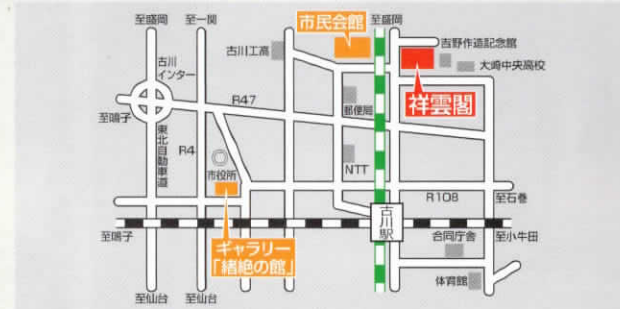 至盛岡
至一関
市民会館
至盛岡
古川工高
吉野作造記念館
大崎中央高校
古川
インター
祥雲閣
R47
郵便局
至鳴子
東北自動車道
R4
市役所
NTT
R108
至石巻
古川駅
至鳴子
合同庁舎
至小牛田
ギャラリー
「緒絶の館」
体育館
至仙台
至仙台